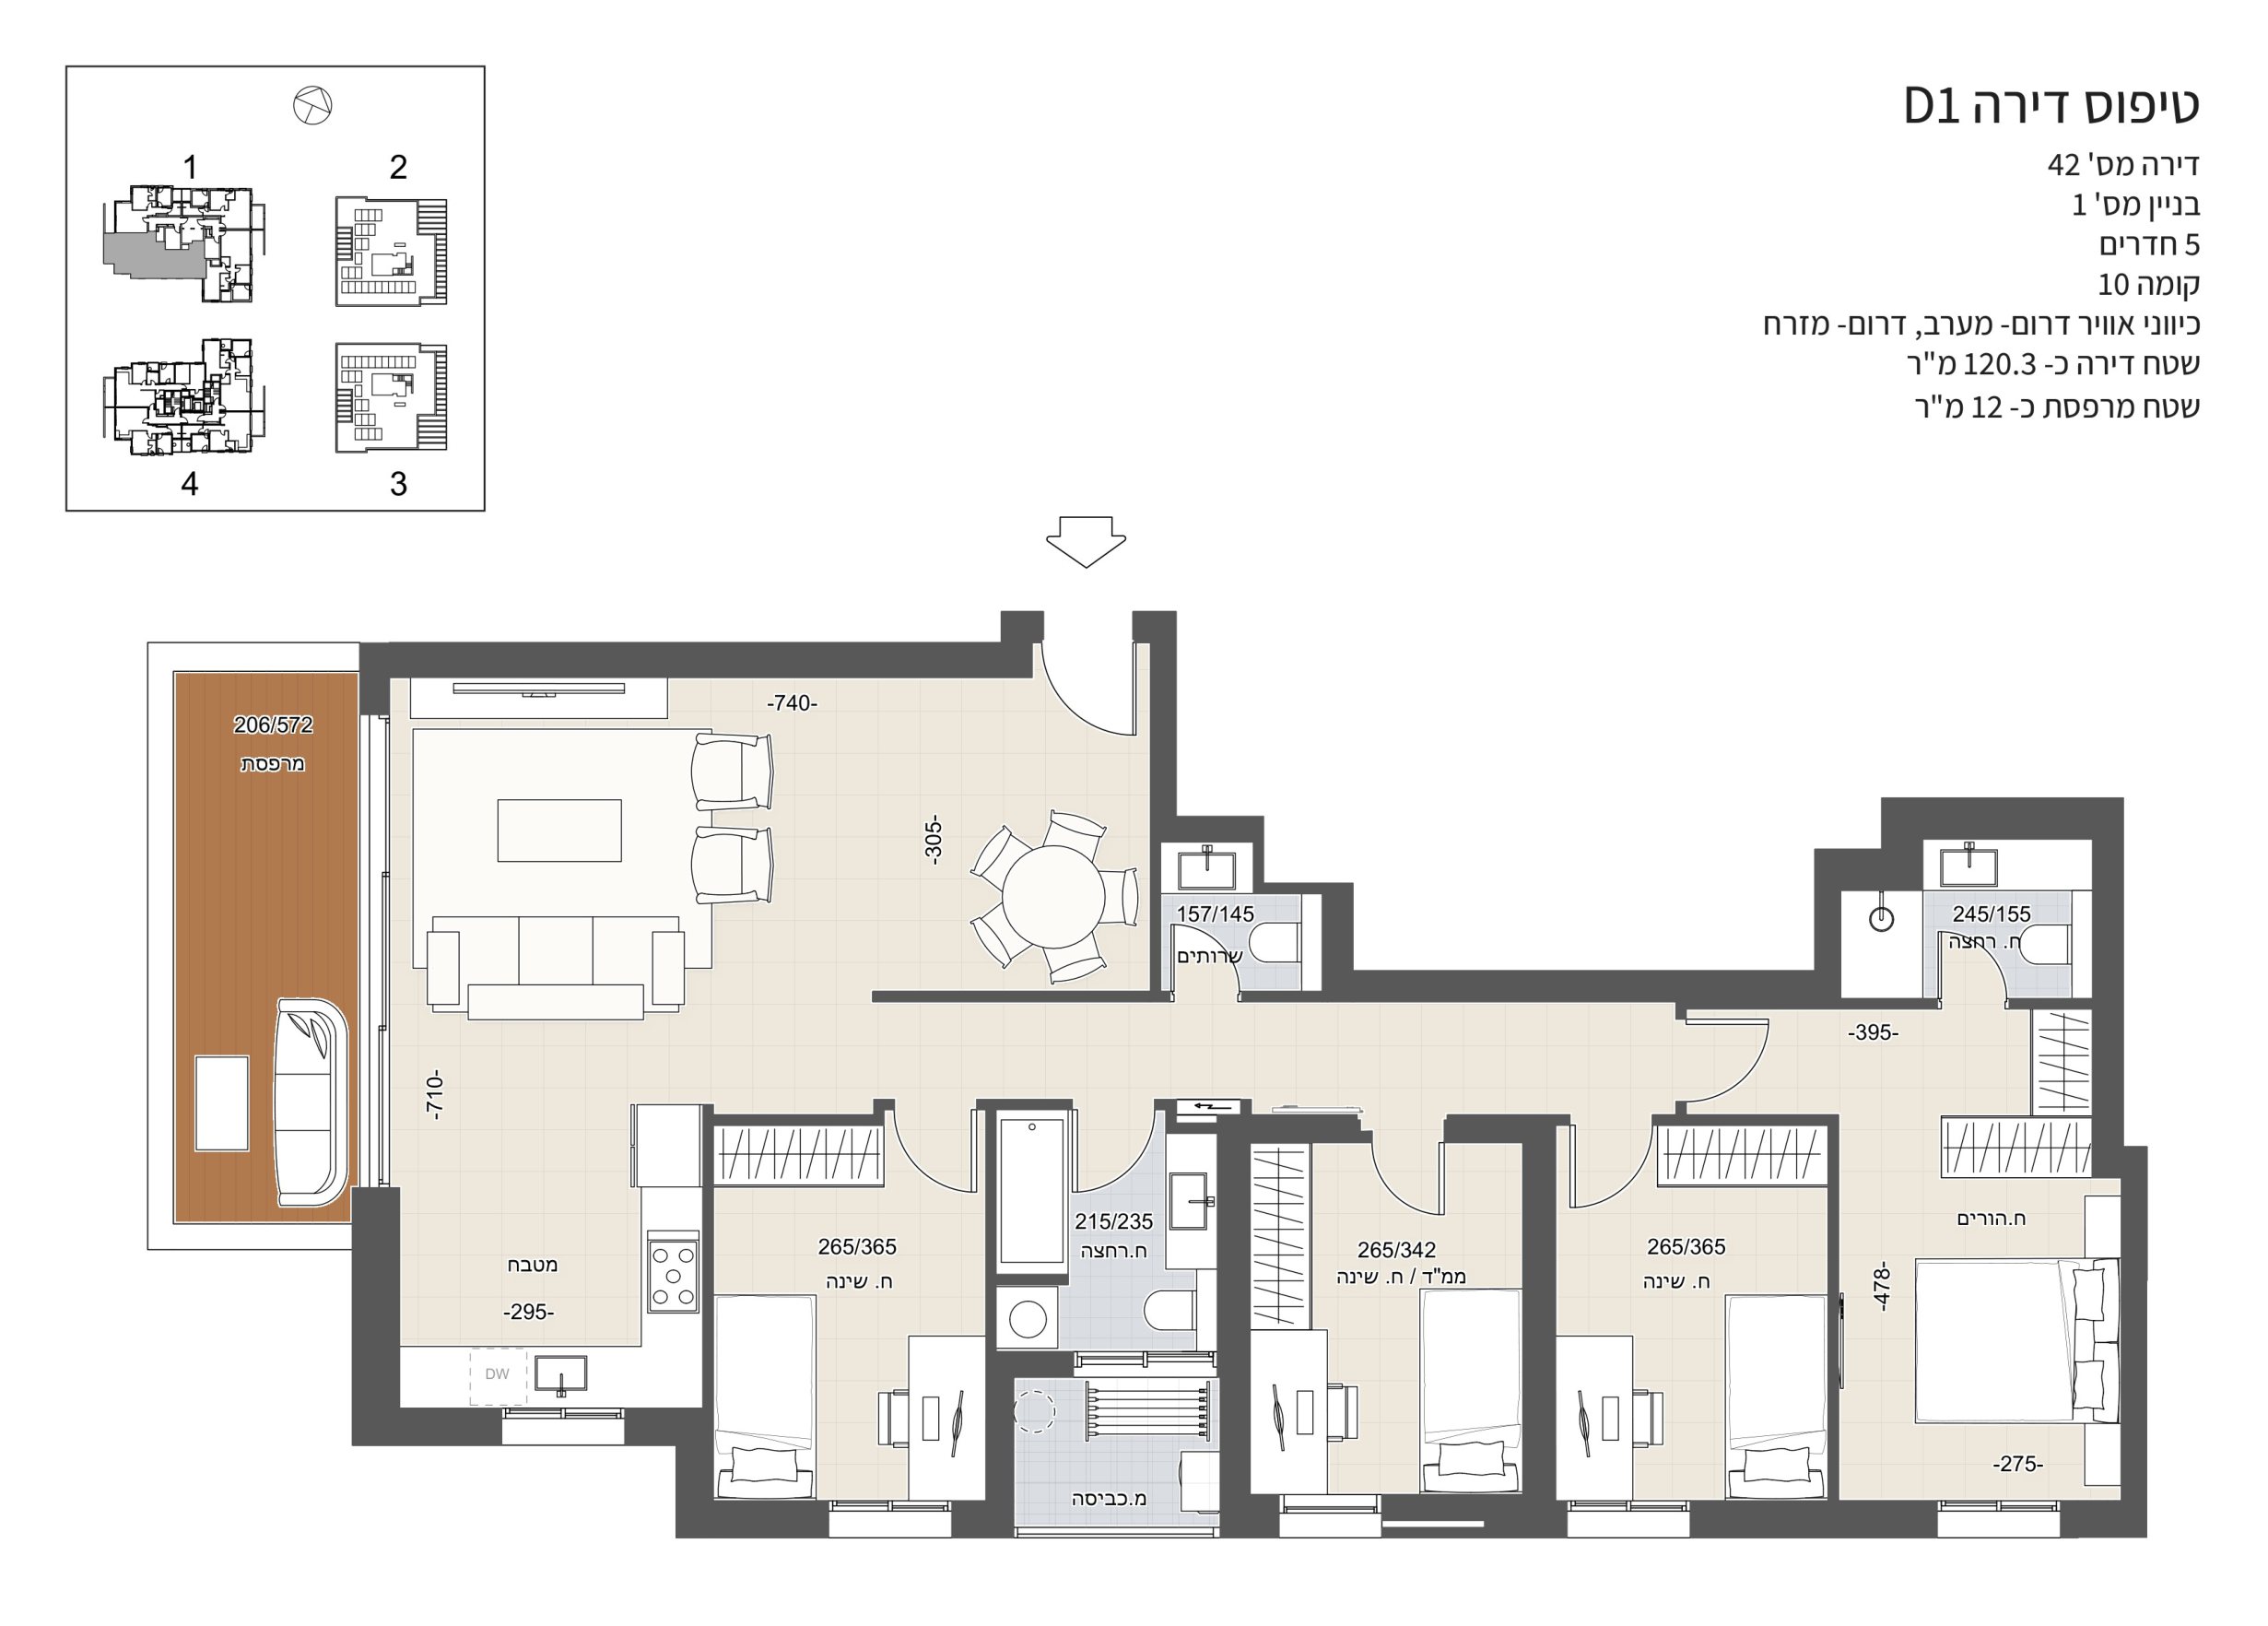 טיפוס דירה D1
דירה מס' 42
בניין מס' 1
5 חדרים
קומה 10
כיווני אוויר דרום- מערב, דרום- מזרח
שטח דירה כ- 120.3 מ"ר
שטח מרפסת כ- 12 מ"ר
1
2
4
3
206/572
מרפסת
-740-
-305-
-710-
157/145
שרותים
245/155
ח. רחצה
-395-
מטבח
-295-
DW
265/365
ח. שינה
215/235
ח.רחצה
מ.כביסה
265/342
ממ"ד / ח. שינה
265/365
ח. שינה
ח.הורים
-478-
-275-